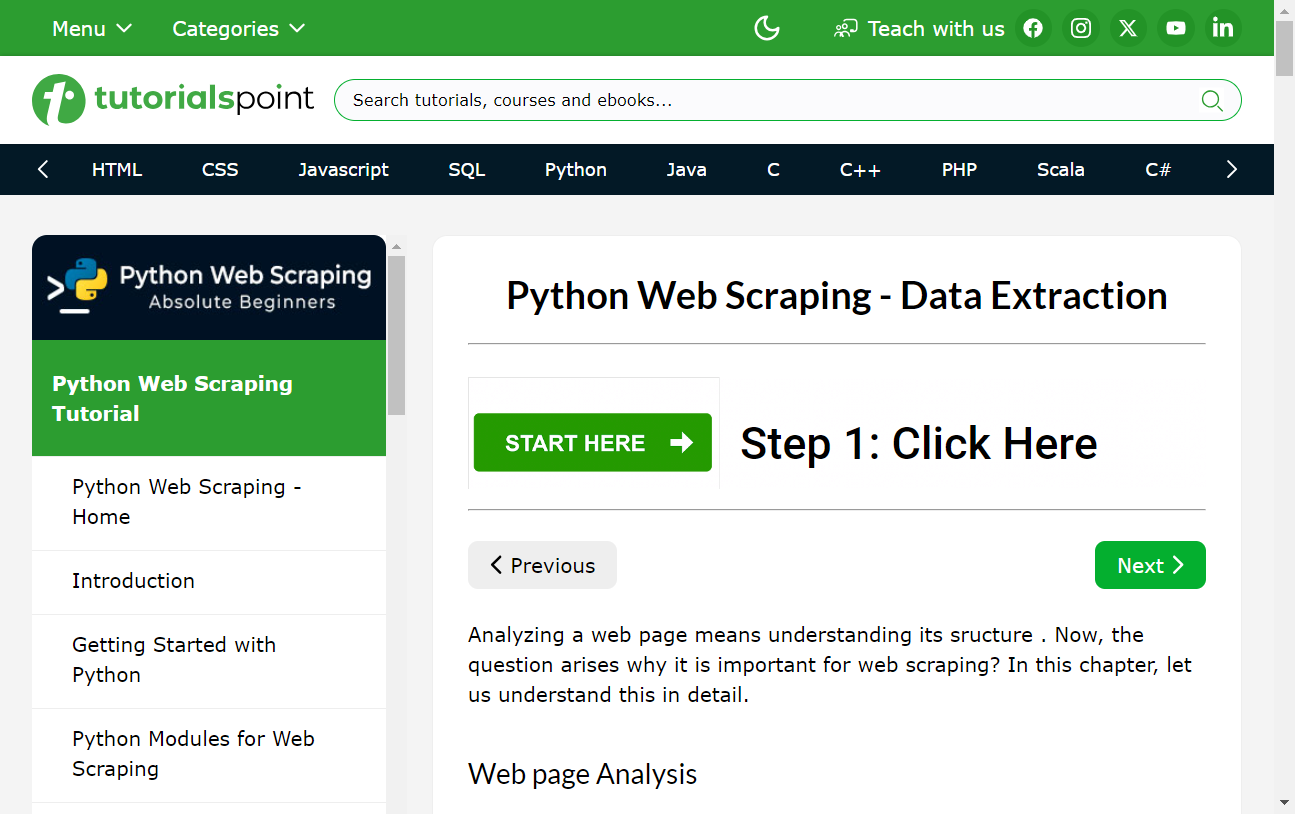 Menu
Categories
Teach with us
tutorialspoint
Search tutorials, courses and ebooks...
HTML
CSS
Javascript
SQL
Python
Java
C
C++
PHP
Scala
C#
Python Web Scraping
Absolute Beginners
Python Web Scraping
Tutorial
Python Web Scraping -
Home
Introduction
Getting Started with
Python
Python Modules for Web
Scraping
Python Web Scraping - Data Extraction
START HERE
Step 1: Click Here
Previous
Next
Analyzing a web page means understanding its sructure . Now, the
question arises why it is important for web scraping? In this chapter, let
us understand this in detail.
Web page Analysis